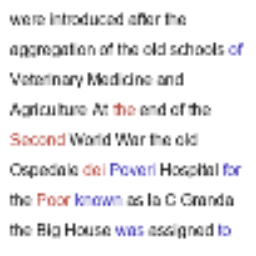 were introduced after the
aggregation of the old schools of
Veterinary Medicine and
Agriculture At the end of the
Second World War the old
Ospedale dei Poveri Hospital for
the Poor known as la C Granda
the Big House was assigned to